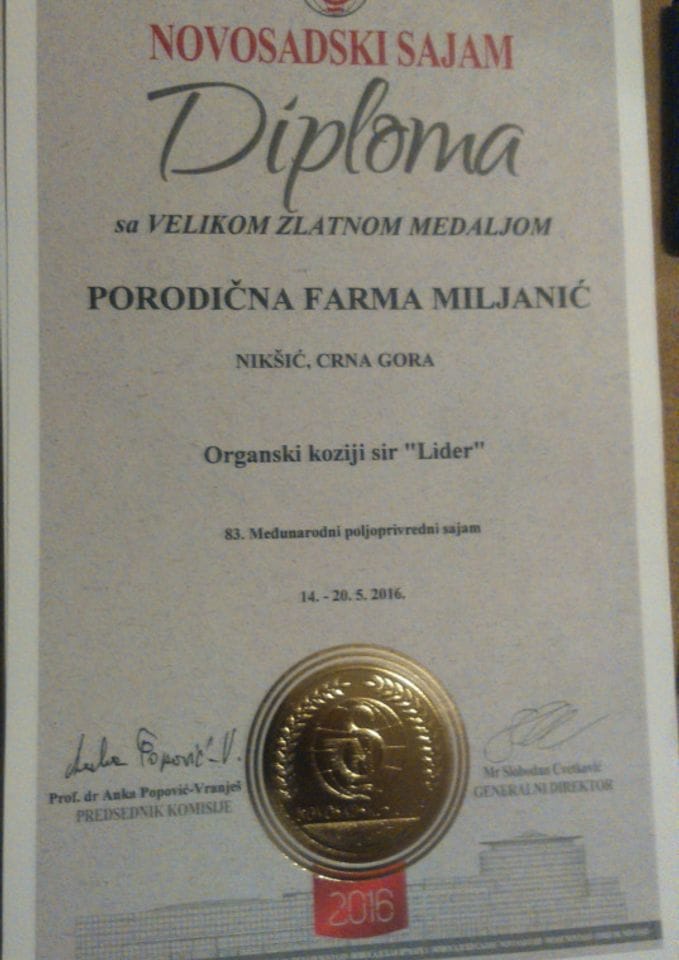 NOVOSADSKI SAJAM
Diploma
sa VELIKOM ZLATNOM MEDALJOM
PORODIČNA FARMA MILJANIĆ
NIKŠIĆ, CRNA GORA
Organski koziji sir "Lider"
83. Međunarodni poljoprivredni sajam
14. - 20. 5. 2016.
Prof. dr Anka Popović-Vranješ
PREDSEDNIK KOMISIJE
Mr Slobodan Cvetković
GENERALNI DIREKTOR
2016